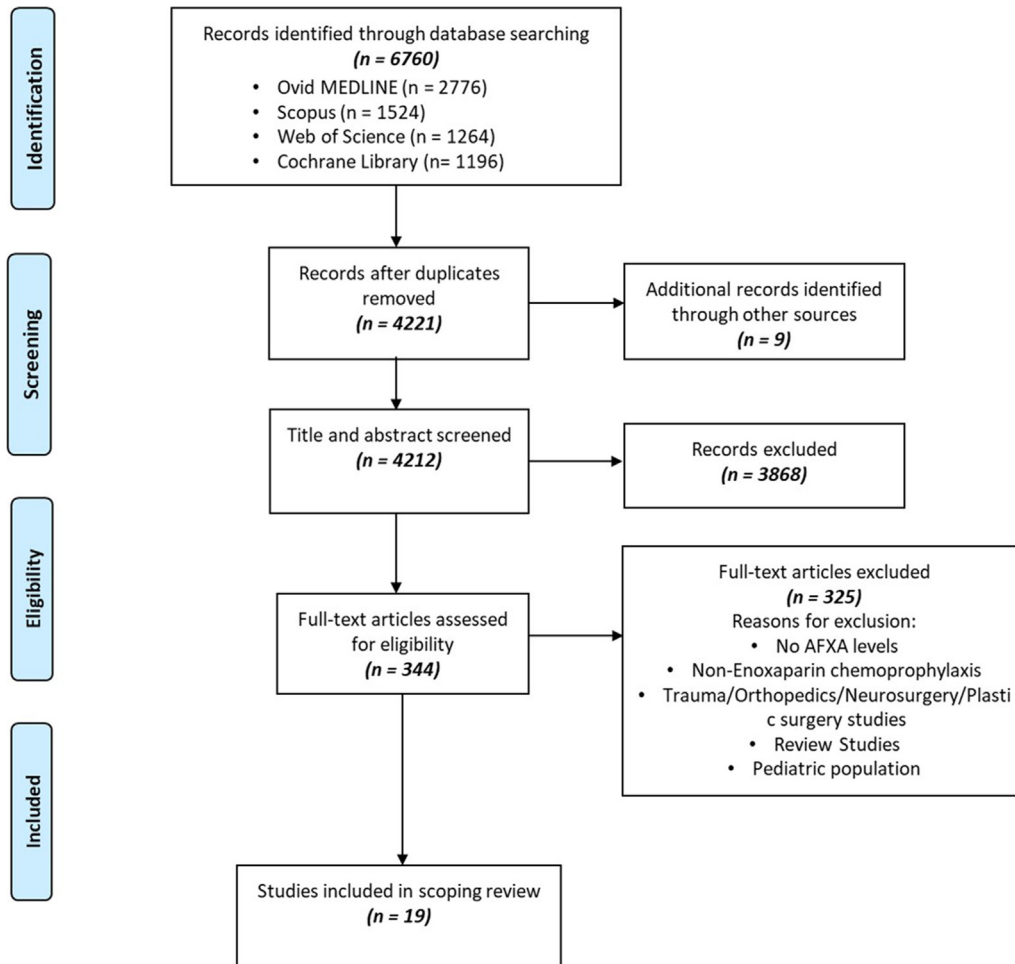 Identification
Records identified through database searching
(n = 6760)
• Ovid MEDLINE (n = 2776)
• Scopus (n = 1524)
• Web of Science (n = 1264)
• Cochrane Library (n= 1196)
Screening
Records after duplicates
removed
(n = 4221)
Additional records identified
through other sources
(n = 9)
Title and abstract screened
(n = 4212)
Records excluded
(n = 3868)
Eligibility
Full-text articles assessed
for eligibility
(n = 344)
Full-text articles excluded
(n = 325)
Reasons for exclusion:
• No AFXA levels
• Non-Enoxaparin chemoprophylaxis
• Trauma/Orthopedics/Neurosurgery/Plasti
c surgery studies
• Review Studies
• Pediatric population
Included
Studies included in scoping review
(n = 19)